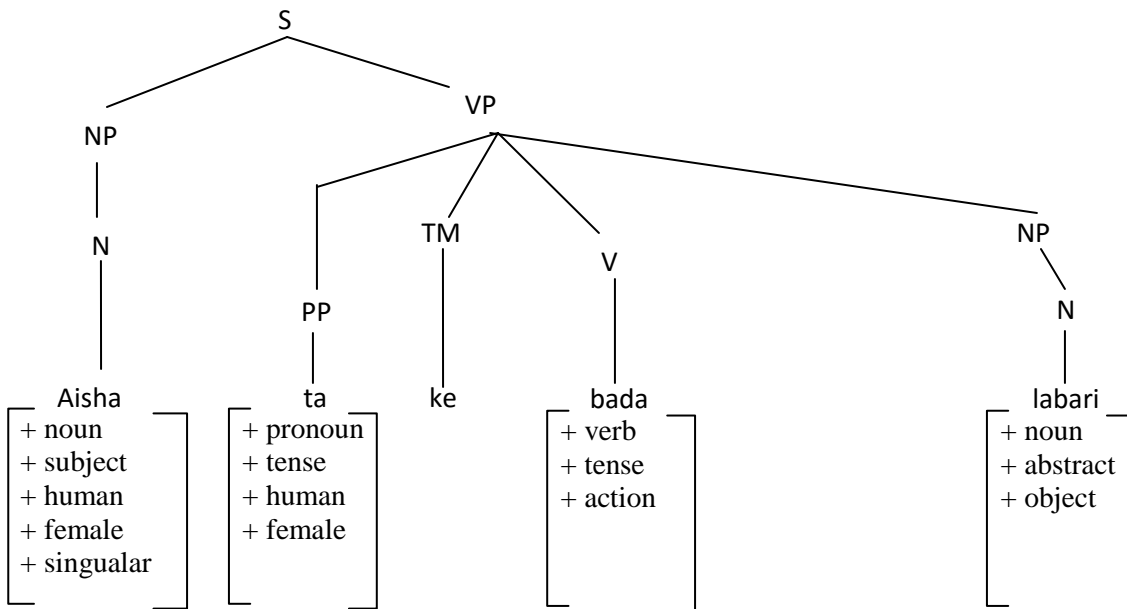 S
NP VP
N TM V NP
PP N
Aisha ta ke bada labari
+ noun + pronoun + verb + noun
+ subject + tense + tense + abstract
+ human + human + action + object
+ female + female
+ singualar